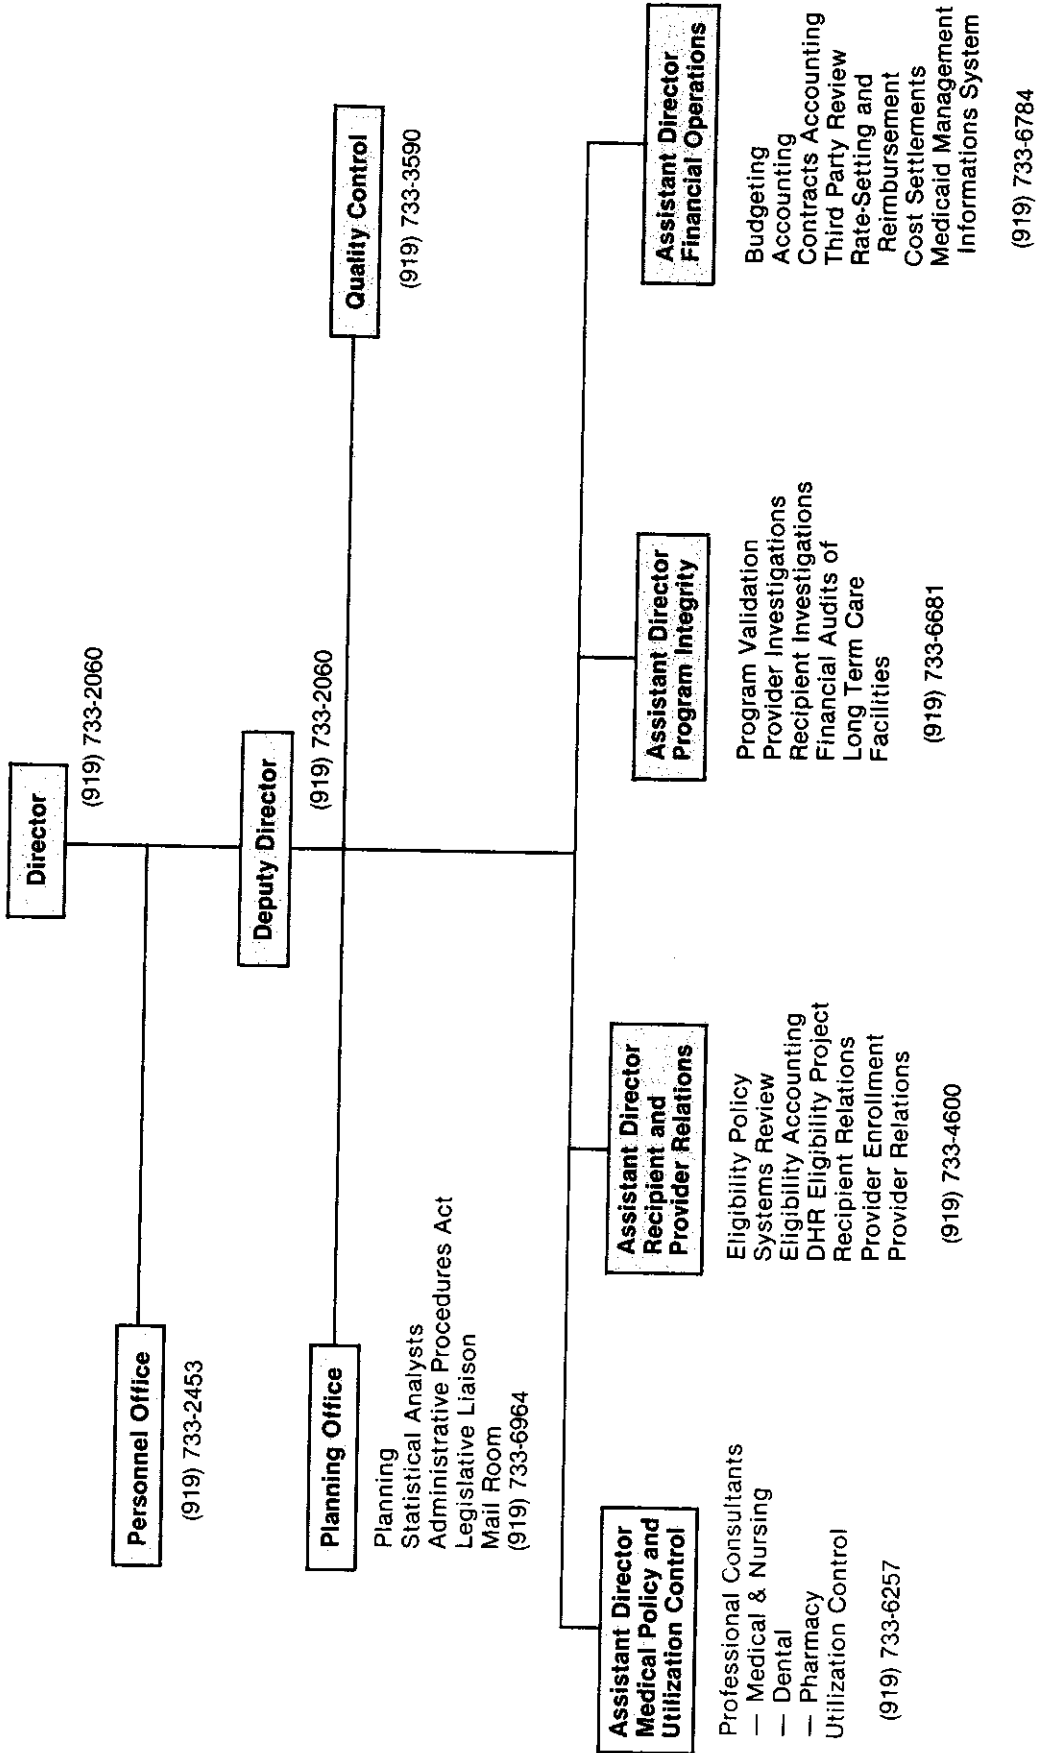 Director
(919) 733-2060
Personnel Office
(919) 733-2453
Deputy Director
(919) 733-2060
Planning Office
Planning
Statistical Analysts
Administrative Procedures Act
Legislative Liaison
Mail Room
(919) 733-6964
Quality Control
(919) 733-3590
Assistant Director
Medical Policy and
Utilization Control
Professional Consultants
— Medical & Nursing
— Dental
— Pharmacy
Utilization Control
(919) 733-6257
Assistant Director
Recipient and
Provider Relations
Eligibility Policy
Systems Review
Eligibility Accounting
DHR Eligibility Project
Recipient Relations
Provider Enrollment
Provider Relations
(919) 733-4600
Assistant Director
Program Integrity
Program Validation
Provider Investigations
Recipient Investigations
Financial Audits of
Long Term Care
Facilities
(919) 733-6681
Assistant Director
Financial Operations
Budgeting
Accounting
Contracts Accounting
Third Party Review
Rate-Setting and
Reimbursement
Cost Settlements
Medicaid Management
Informations System
(919) 733-6784